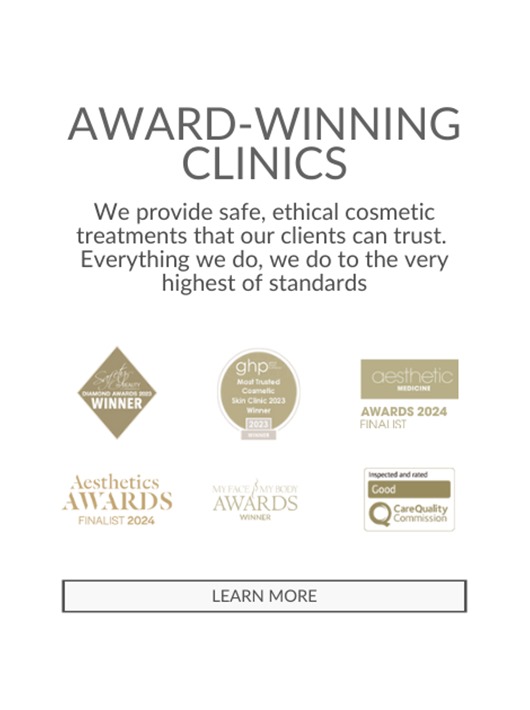 AWARD-WINNING
CLINICS
We provide safe, ethical cosmetic
treatments that our clients can trust.
Everything we do, we do to the very
highest of standards
Safety
in BEAUTY
DIAMOND AWARDS 2023
WINNER
ghp
Most Trusted
Cosmetic
Skin Clinic 2023
Winner
2023
WINNER
aesthetic
MEDICINE
AWARDS 2024
FINALIST
Aesthetics
AWARDS
FINALIST 2024
MY FACE MY BODY
AWARDS
WINNER
Inspected and rated
Good
CareQuality
Commission
LEARN MORE